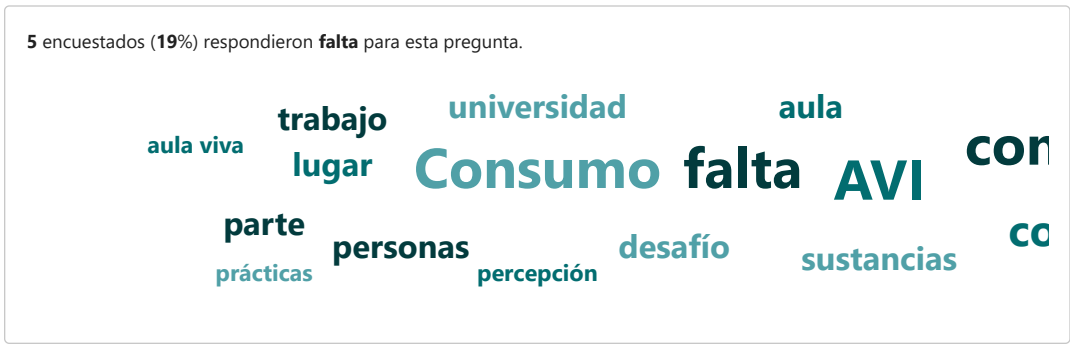 5 encuestados (19%) respondieron falta para esta pregunta.
universidad aula
trabajo
aula viva lugar Consumo falta AVI
parte
personas desafío sustancias
prácticas percepción